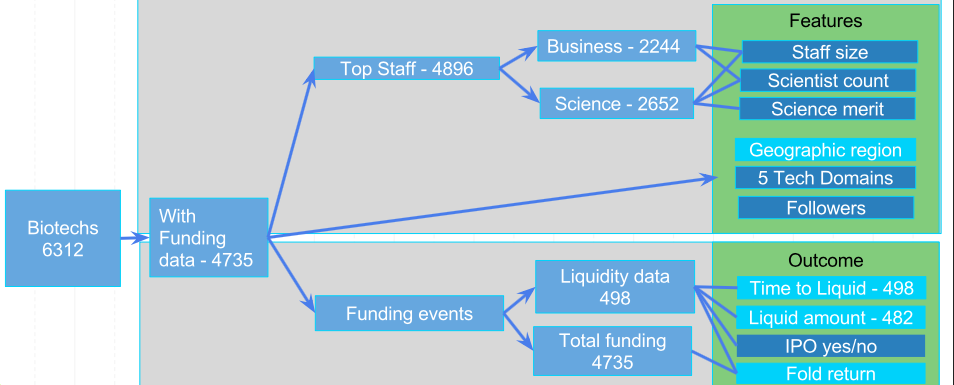 Biotechs
6312
With
Funding
data - 4735
Top Staff - 4896
Business - 2244
Science - 2652
Features
Staff size
Scientist count
Science merit
Geographic region
5 Tech Domains
Followers
Funding events
Liquidity data
498
Total funding
4735
Outcome
Time to Liquid - 498
Liquid amount - 482
IPO yes/no
Fold return